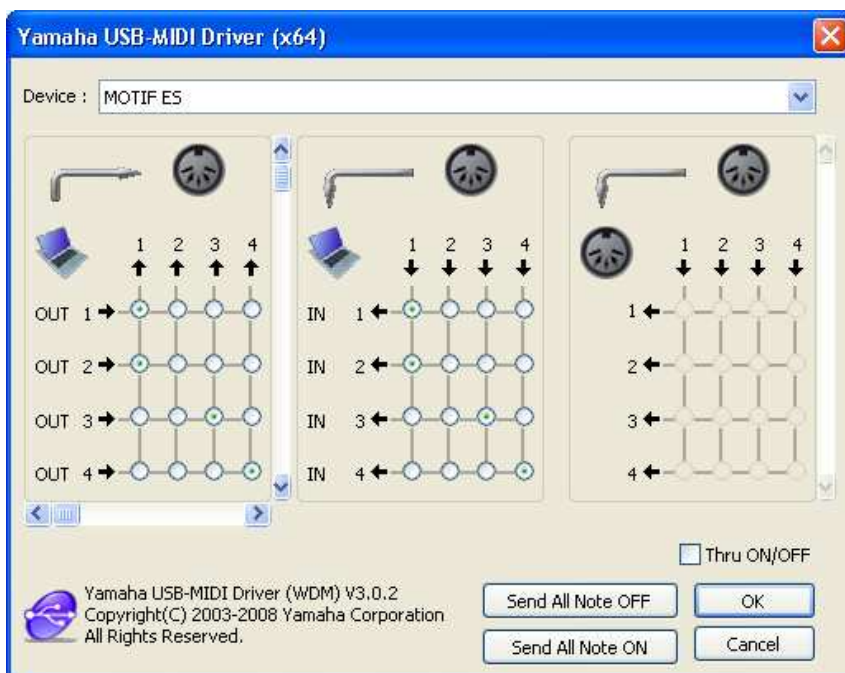 Yamaha USB-MIDI Driver (x64)
Device : MOTIF ES
1 2 3 4
OUT 1
OUT 2
OUT 3
OUT 4
1 2 3 4
IN 1
IN 2
IN 3
IN 4
1 2 3 4
1
2
3
4
Thru ON/OFF
Yamaha USB-MIDI Driver (WDM) V3.0.2
Copyright(C) 2003-2008 Yamaha Corporation
All Rights Reserved.
Send All Note OFF
OK
Send All Note ON
Cancel